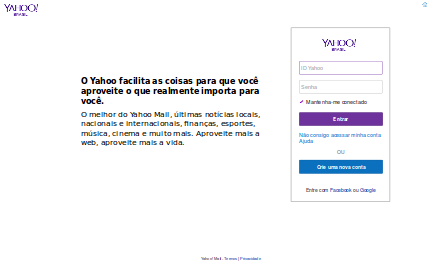 YAHOO!
BRASIL
O Yahoo facilita as coisas para que você
aproveite o que realmente importa para
você.
O melhor do Yahoo Mail, últimas notícias locais,
nacionais e internacionais, finanças, esportes,
música, cinema e muito mais. Aproveite mais a
web, aproveite mais a vida.
YAHOO!
BRASIL
ID Yahoo
Senha
✔ Mantenha-me conectado
Entrar
Não consigo acessar minha conta
Ajuda
OU
Crie uma nova conta
Entre com Facebook ou Google
Yahoo! Mail. Termos | Privacidade